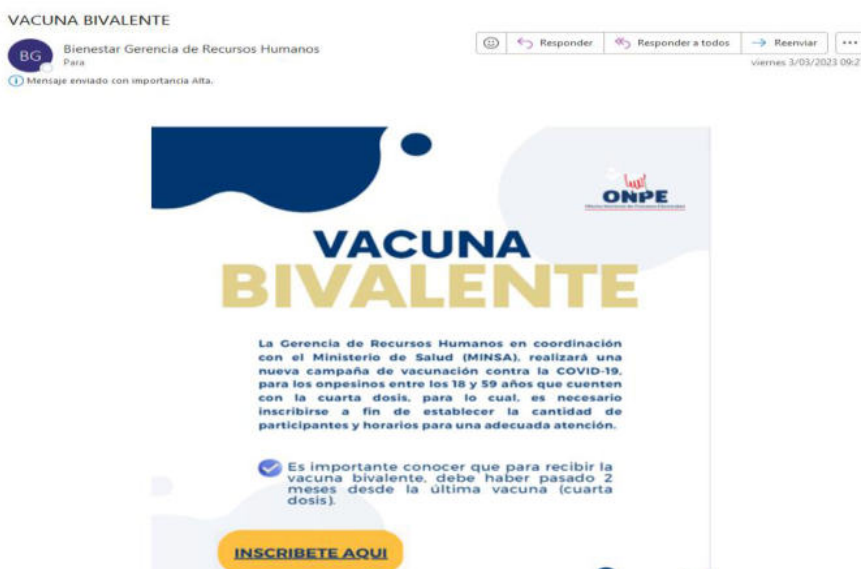 VACUNA BIVALENTE
BG
Bienestar Gerencia de Recursos Humanos
Para
Responder
Responder a todos
Reenviar
viernes 3/03/2023 09:2
Mensaje enviado con importancia Alta.
ONPE
VACUNA
BIVALENTE
La Gerencia de Recursos Humanos en coordinación
con el Ministerio de Salud (MINSA), realizará una
nueva campaña de vacunación contra la COVID-19,
para los onpesinos entre los 18 y 59 años que cuenten
con la cuarta dosis, para lo cual, es necesario
inscribirse a fin de establecer la cantidad de
participantes y horarios para una adecuada atención.
Es importante conocer que para recibir la
vacuna bivalente, debe haber pasado 2
meses desde la última vacuna (cuarta
dosis).
INSCRIBETE AQUI